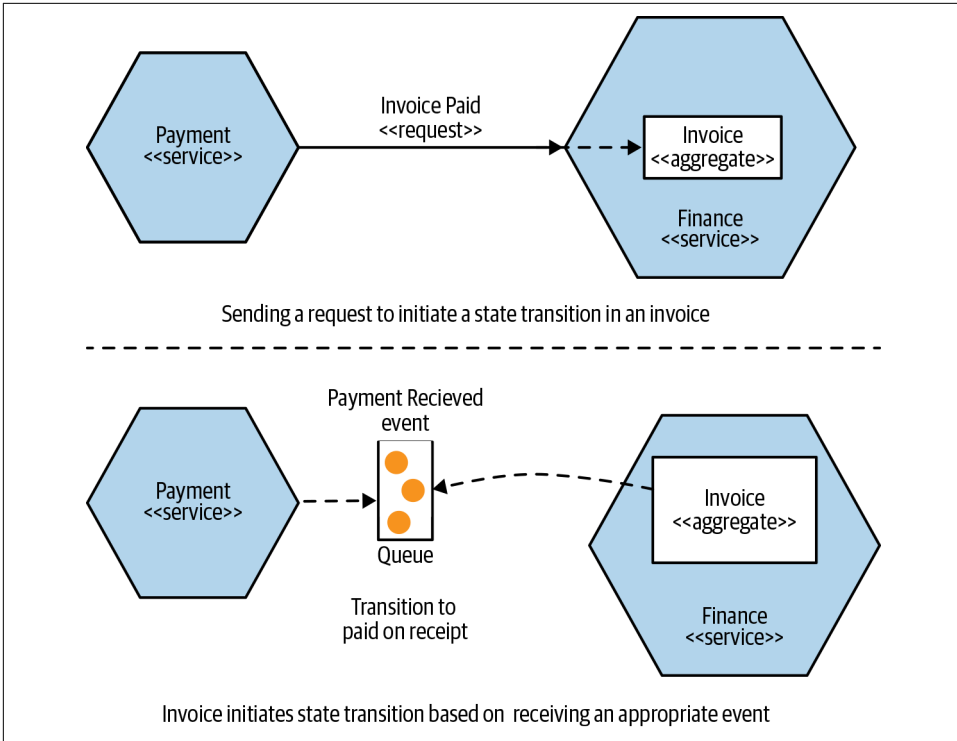 Invoice Paid
<<request>>
Payment
<<service>>
Invoice
<<aggregate>>
Finance
<<service>>
Sending a request to initiate a state transition in an invoice
Payment Recieved
event
Payment
<<service>>
Queue
Invoice
<<aggregate>>
Transition to
paid on receipt
Finance
<<service>>
Invoice initiates state transition based on receiving an appropriate event